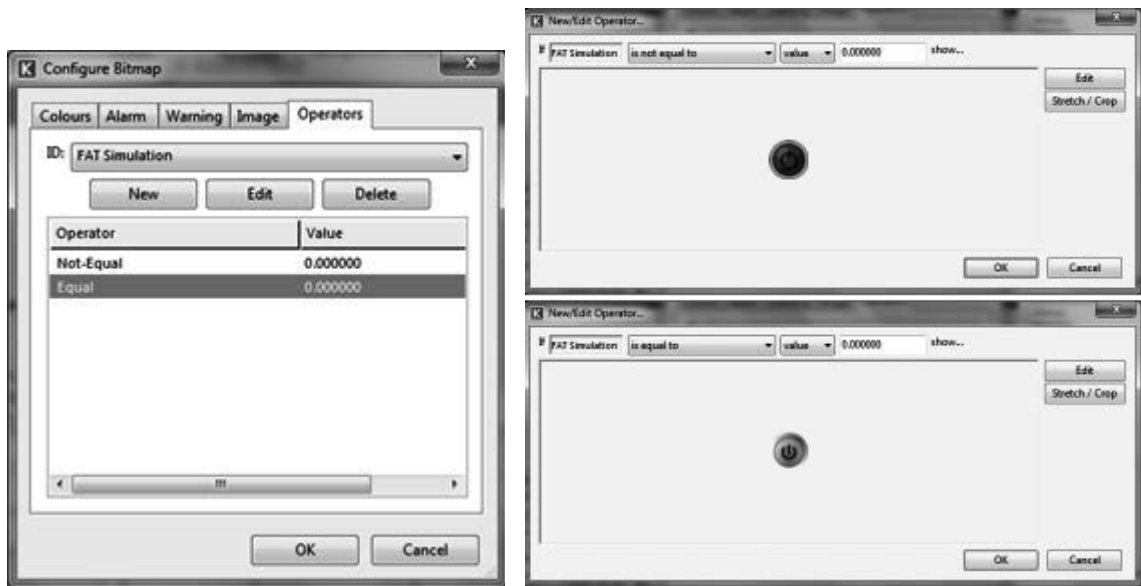 Configure Bitmap
Colours Alarm Warning Image Operators
ID: FAT Simulation
New Edit Delete
Operator Value
Not-Equal 0.000000
Equal 0.000000
OK Cancel
New/Edit Operator...
If FAT Simulation is not equal to value 0.000000 show...
Edit
Stretch / Crop
OK Cancel
New/Edit Operator...
If FAT Simulation is equal to value 0.000000 show...
Edit
Stretch / Crop
OK Cancel